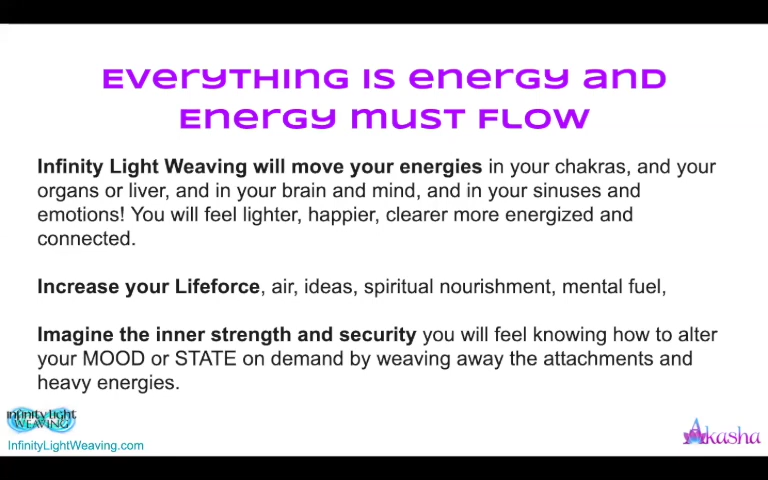 Everything is energy and
Energy must flow
Infinity Light Weaving will move your energies in your chakras, and your
organs or liver, and in your brain and mind, and in your sinuses and
emotions! You will feel lighter, happier, clearer more energized and
connected.
Increase your Lifeforce, air, ideas, spiritual nourishment, mental fuel,
Imagine the inner strength and security you will feel knowing how to alter
your MOOD or STATE on demand by weaving away the attachments and
heavy energies.
infinity light
WEAVING
InfinityLightWeaving.com
Akasha